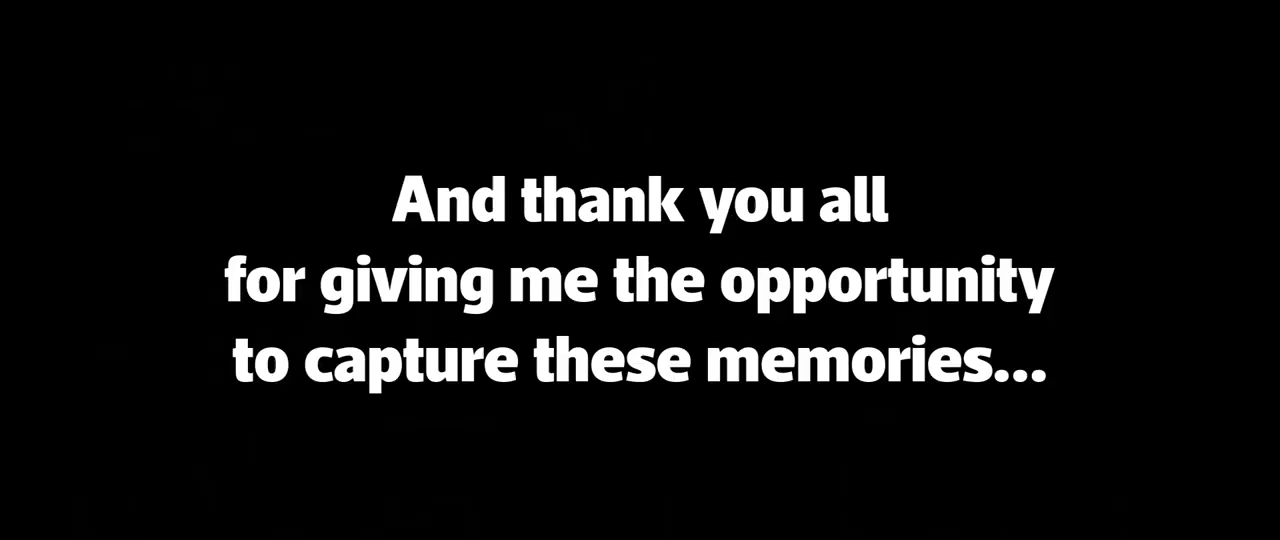 And thank you all
for giving me the opportunity
to capture these memories...